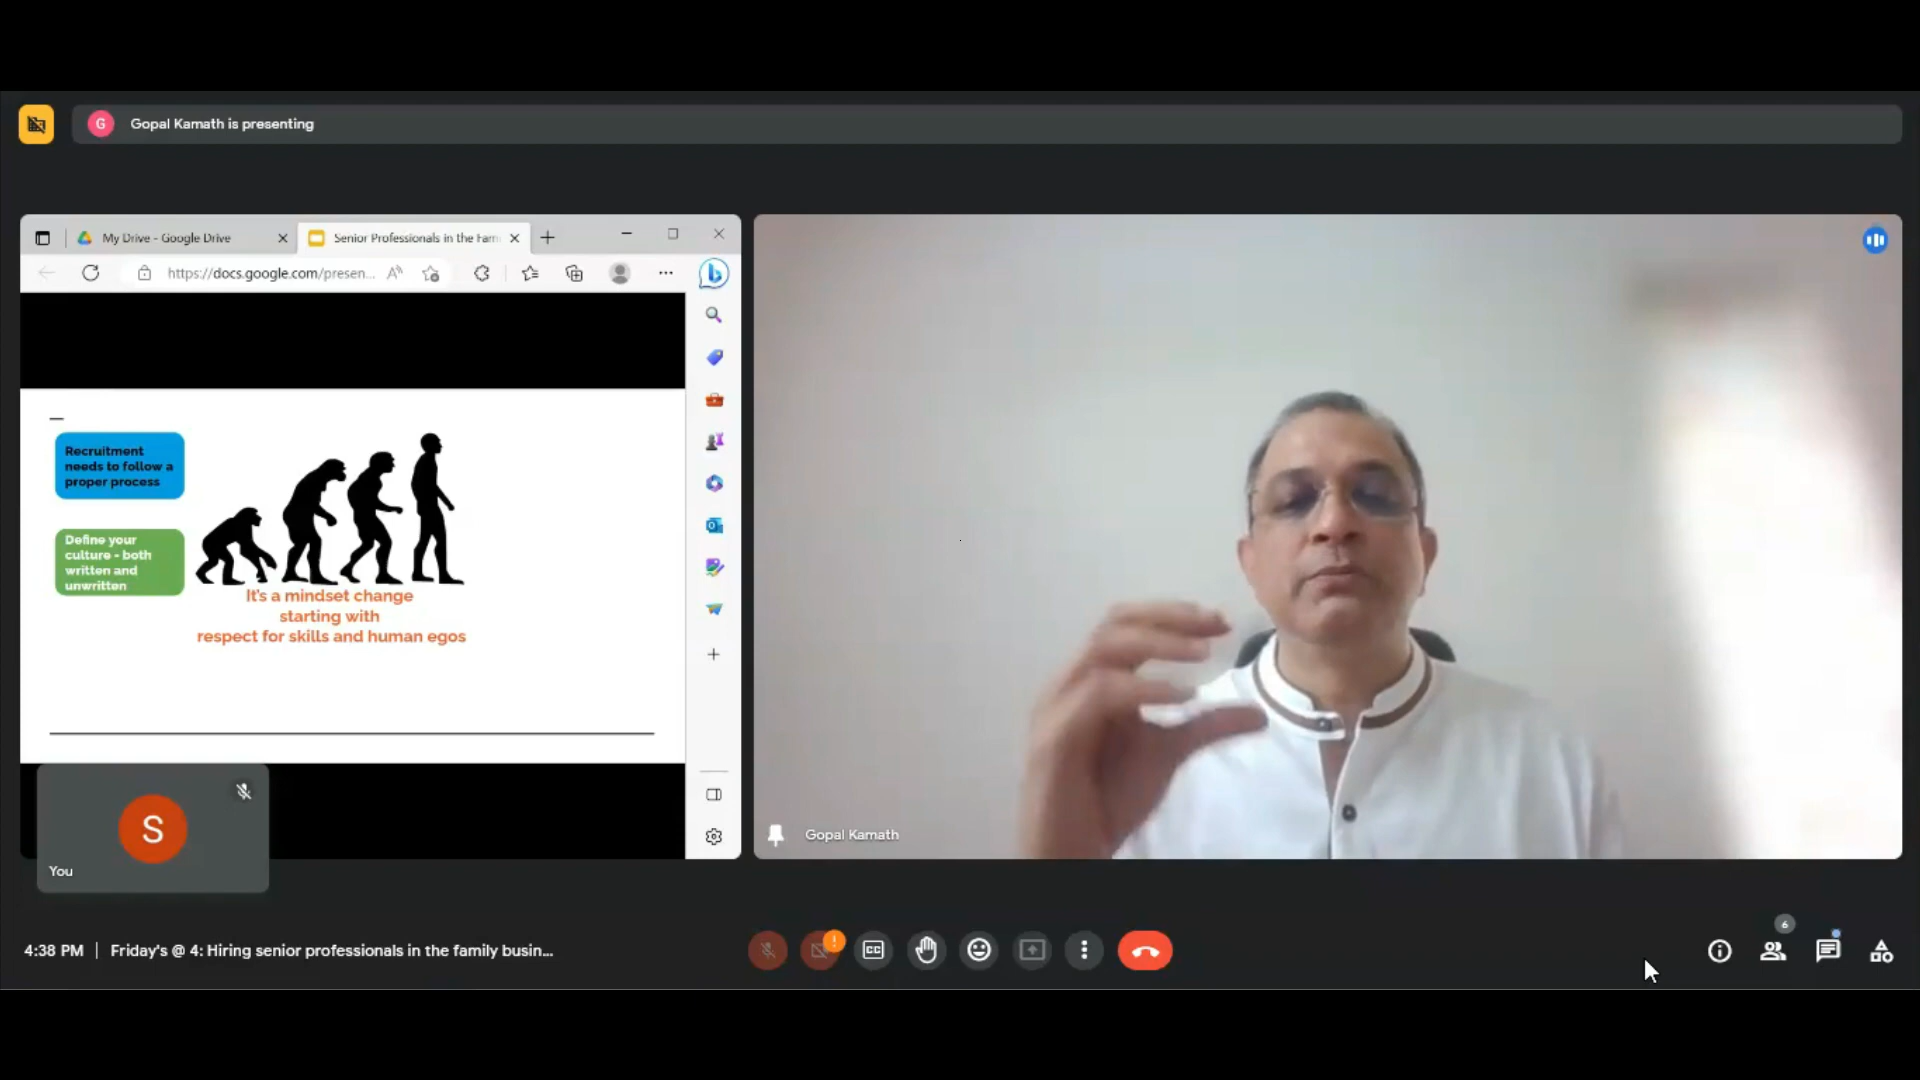 G Gopal Kamath is presenting
My Drive - Google Drive
Senior Professionals in the Fam
https://docs.google.com/presen...
Recruitment
needs to follow a
proper process
Define your
culture - both
written and
unwritten
It's a mindset change
starting with
respect for skills and human egos
S
You
Gopal Kamath
4:38 PM | Friday's @ 4: Hiring senior professionals in the family busin...
CC
6